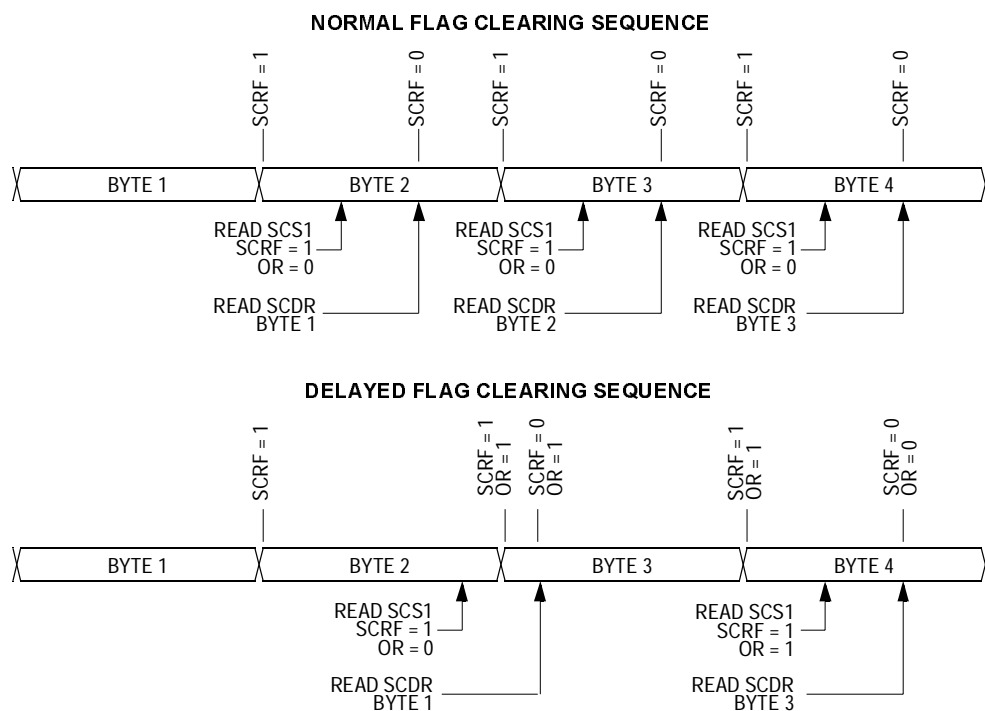 NORMAL FLAG CLEARING SEQUENCE
SCRF = 1
SCRF = 0
SCRF = 1
SCRF = 0
SCRF = 1
SCRF = 0
BYTE 1
BYTE 2
BYTE 3
BYTE 4
READ SCS1
SCRF = 1
OR = 0
READ SCS1
SCRF = 1
OR = 0
READ SCS1
SCRF = 1
OR = 0
READ SCDR
BYTE 1
READ SCDR
BYTE 2
READ SCDR
BYTE 3
DELAYED FLAG CLEARING SEQUENCE
SCRF = 1
SCRF = 1
OR = 1
SCRF = 0
OR = 1
SCRF = 1
OR = 1
SCRF = 0
OR = 0
BYTE 1
BYTE 2
BYTE 3
BYTE 4
READ SCS1
SCRF = 1
OR = 0
READ SCS1
SCRF = 1
OR = 1
READ SCDR
BYTE 1
READ SCDR
BYTE 3